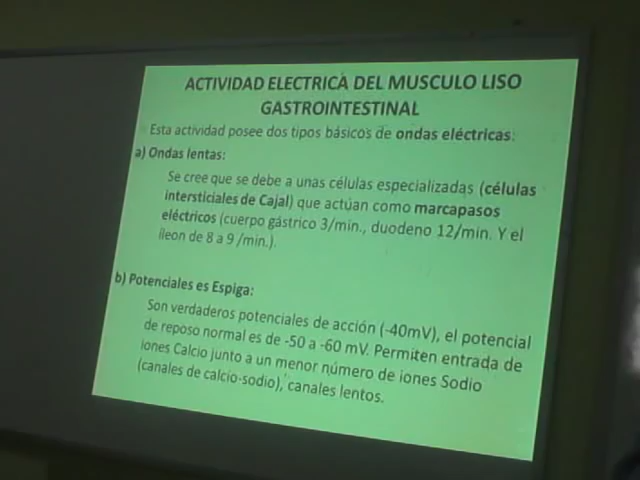 ACTIVIDAD ELECTRICA DEL MUSCULO LISO
GASTROINTESTINAL
Esta actividad posee dos tipos básicos de ondas eléctricas:
a) Ondas lentas:
Se cree que se debe a unas células especializadas (células
intersticiales de Cajal) que actúan como marcapasos
eléctricos (cuerpo gástrico 3/min., duodeno 12/min. Y el
íleon de 8 a 9 /min.).
b) Potenciales es Espiga:
Son verdaderos potenciales de acción (-40mV), el potencial
de reposo normal es de -50 a -60 mV. Permiten entrada de
iones Calcio junto a un menor número de iones Sodio
(canales de calcio-sodio), canales lentos.